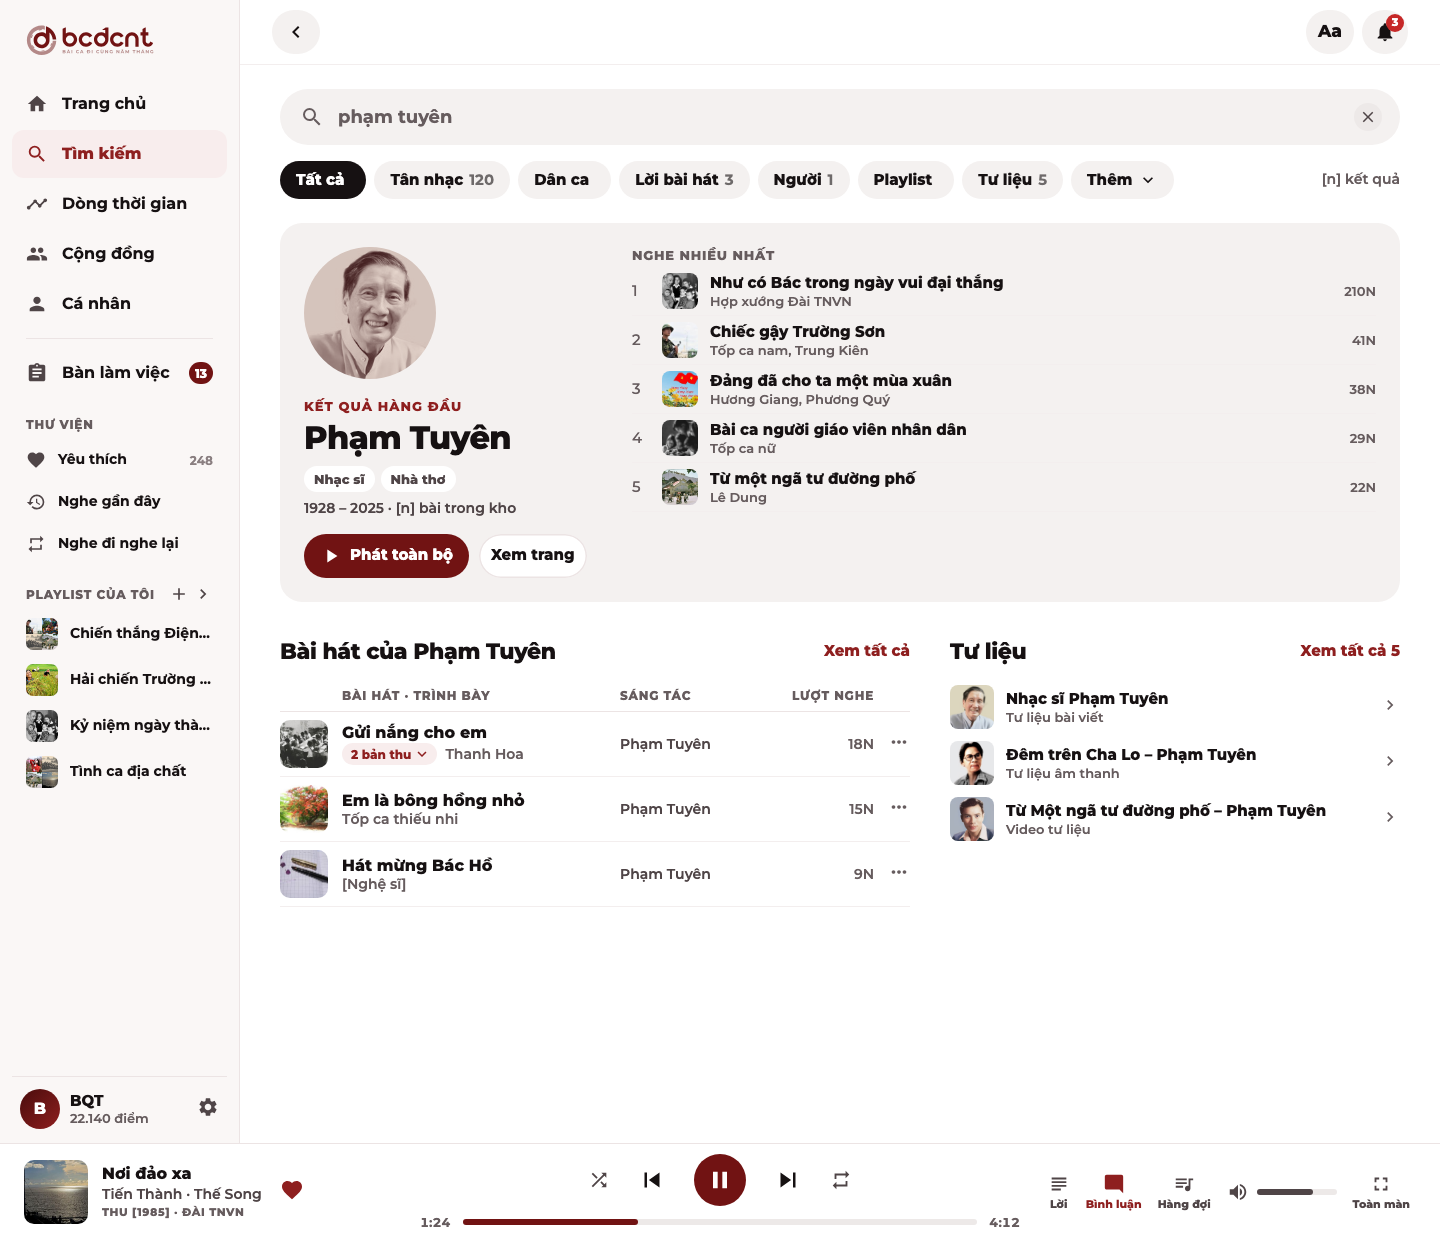 bcdcnt
BÀI CA ĐI CÙNG NĂM THÁNG
Trang chủ
Tìm kiếm
Dòng thời gian
Cộng đồng
Cá nhân
Bàn làm việc 13
THƯ VIỆN
Yêu thích 248
Nghe gần đây
Nghe đi nghe lại
PLAYLIST CỦA TÔI
Chiến thắng Điện...
Hải chiến Trường ...
Kỷ niệm ngày thà...
Tình ca địa chất
B
BQT
22.140 điểm
Aa
3
phạm tuyên
Tất cả
Tân nhạc 120
Dân ca
Lời bài hát 3
Người 1
Playlist
Tư liệu 5
Thêm
[n] kết quả
KẾT QUẢ HÀNG ĐẦU
Phạm Tuyên
Nhạc sĩ
Nhà thơ
1928 – 2025 · [n] bài trong kho
Phát toàn bộ
Xem trang
NGHE NHIỀU NHẤT
1 Như có Bác trong ngày vui đại thắng 210N
Hợp xướng Đài TNVN
2 Chiếc gậy Trường Sơn 41N
Tốp ca nam, Trung Kiên
3 Đảng đã cho ta một mùa xuân 38N
Hương Giang, Phương Quý
4 Bài ca người giáo viên nhân dân 29N
Tốp ca nữ
5 Từ một ngã tư đường phố 22N
Lê Dung
Bài hát của Phạm Tuyên
Xem tất cả
BÀI HÁT · TRÌNH BÀY SÁNG TÁC LƯỢT NGHE
Gửi nắng cho em Phạm Tuyên 18N
2 bản thu Thanh Hoa
Em là bông hồng nhỏ Phạm Tuyên 15N
Tốp ca thiếu nhi
Hát mừng Bác Hồ Phạm Tuyên 9N
[Nghệ sĩ]
Tư liệu
Xem tất cả 5
Nhạc sĩ Phạm Tuyên
Tư liệu bài viết
Đêm trên Cha Lo – Phạm Tuyên
Tư liệu âm thanh
Từ Một ngã tư đường phố – Phạm Tuyên
Video tư liệu
Nơi đảo xa
Tiến Thành · Thế Song
THU [1985] · ĐÀI TNVN
1:24
4:12
Lời
Bình luận
Hàng đợi
Toàn màn